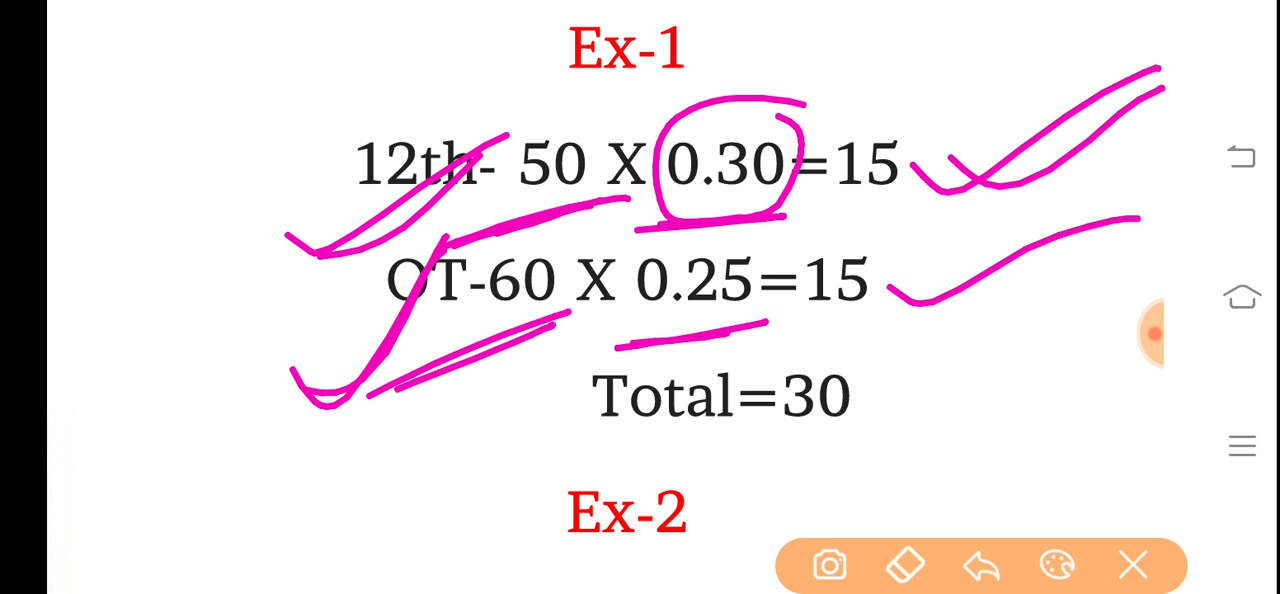 Ex-1
12th- 50 X 0.30=15
OT-60 X 0.25=15
Total=30
Ex-2